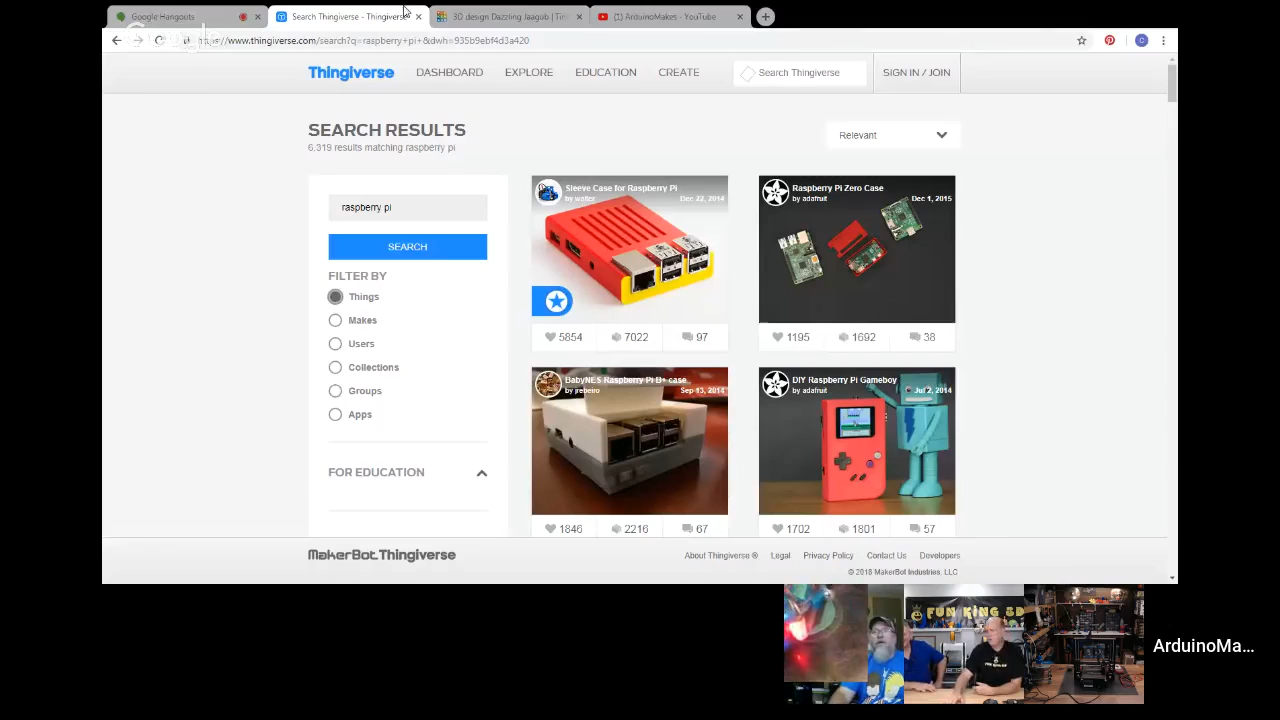 Google Hangouts
Search Thingiverse - Thingiverse
3D design Dazzling Jaagub | Tin
(1) ArduinoMakes - YouTube
Google
https://www.thingiverse.com/search?q=raspberry+pi+&dwh=935b9ebf4d3a420
Thingiverse DASHBOARD EXPLORE EDUCATION CREATE Search Thingiverse SIGN IN / JOIN
SEARCH RESULTS
6,319 results matching raspberry pi
Relevant
raspberry pi
SEARCH
FILTER BY
Things
Makes
Users
Collections
Groups
Apps
FOR EDUCATION
Sleeve Case for Raspberry Pi
by walter Dec 22, 2014
5854 7022 97
Raspberry Pi Zero Case
by adafruit Dec 1, 2015
1195 1692 38
BabyNES Raspberry Pi B+ case
by jrebeiro Sep 13, 2014
1846 2216 67
DIY Raspberry Pi Gameboy
by adafruit Jul 2, 2014
1702 1801 57
MakerBot.Thingiverse
About Thingiverse ® Legal Privacy Policy Contact Us Developers
© 2018 MakerBot Industries, LLC
FUN KING 3D
ArduinoMa...